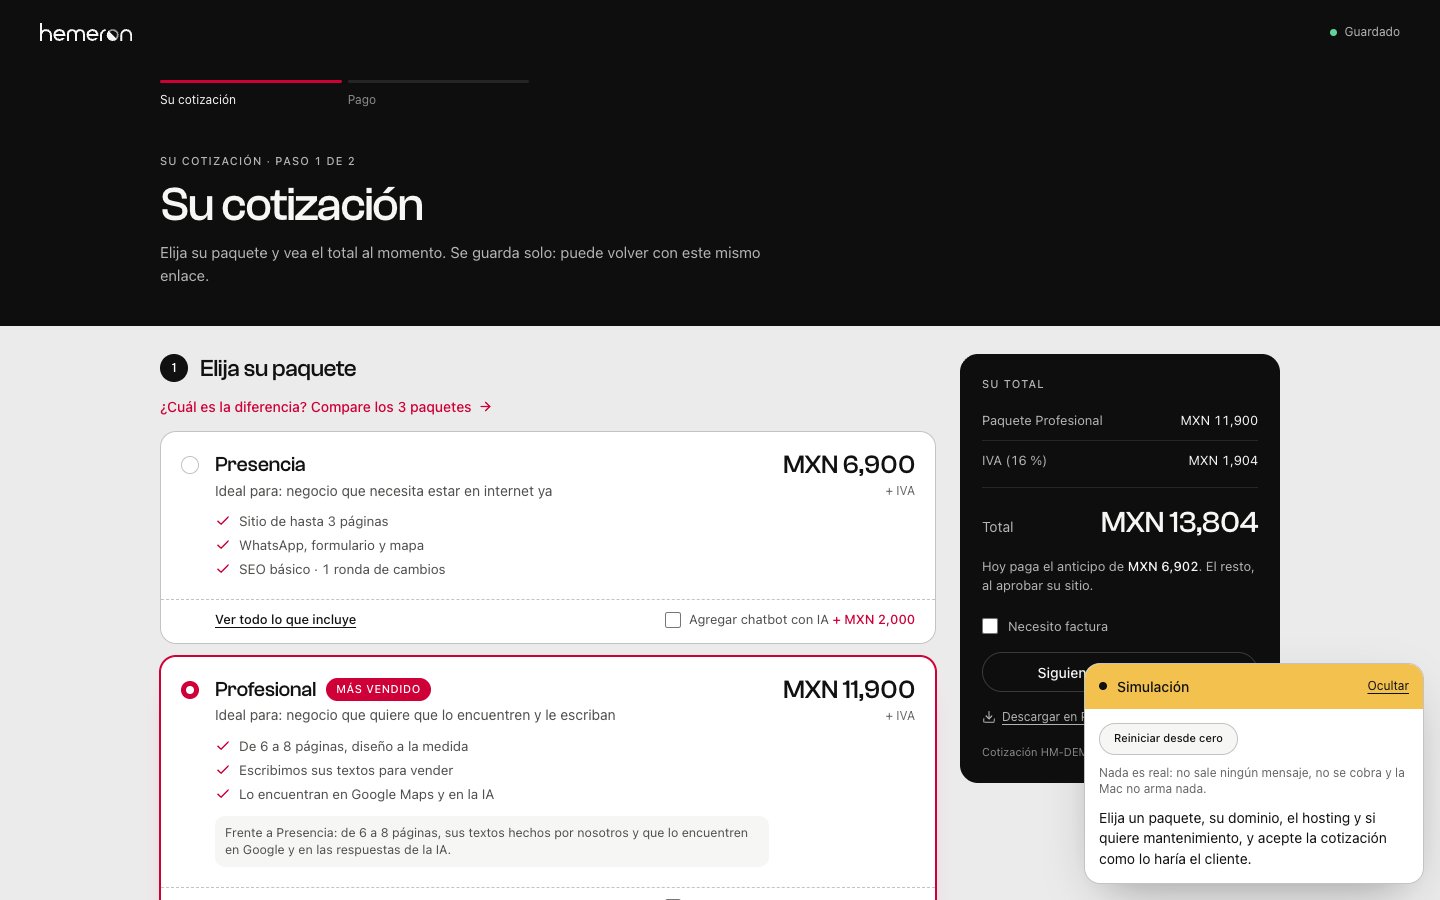 hemeron
Guardado
Su cotización
Pago
SU COTIZACIÓN · PASO 1 DE 2
Su cotización
Elija su paquete y vea el total al momento. Se guarda solo: puede volver con este mismo
enlace.
1
Elija su paquete
¿Cuál es la diferencia? Compare los 3 paquetes →
Presencia
MXN 6,900
Ideal para: negocio que necesita estar en internet ya
+ IVA
Sitio de hasta 3 páginas
WhatsApp, formulario y mapa
SEO básico · 1 ronda de cambios
Ver todo lo que incluye
Agregar chatbot con IA + MXN 2,000
Profesional
MÁS VENDIDO
MXN 11,900
Ideal para: negocio que quiere que lo encuentren y le escriban
+ IVA
De 6 a 8 páginas, diseño a la medida
Escribimos sus textos para vender
Lo encuentran en Google Maps y en la IA
Frente a Presencia: de 6 a 8 páginas, sus textos hechos por nosotros y que lo encuentren
en Google y en las respuestas de la IA.
SU TOTAL
Paquete Profesional MXN 11,900
IVA (16 %) MXN 1,904
Total MXN 13,804
Hoy paga el anticipo de MXN 6,902. El resto,
al aprobar su sitio.
Necesito factura
Siguien
Descargar en
Cotización HM-DEM
Simulación
Ocultar
Reiniciar desde cero
Nada es real: no sale ningún mensaje, no se cobra y la
Mac no arma nada.
Elija un paquete, su dominio, el hosting y si
quiere mantenimiento, y acepte la cotización
como lo haría el cliente.